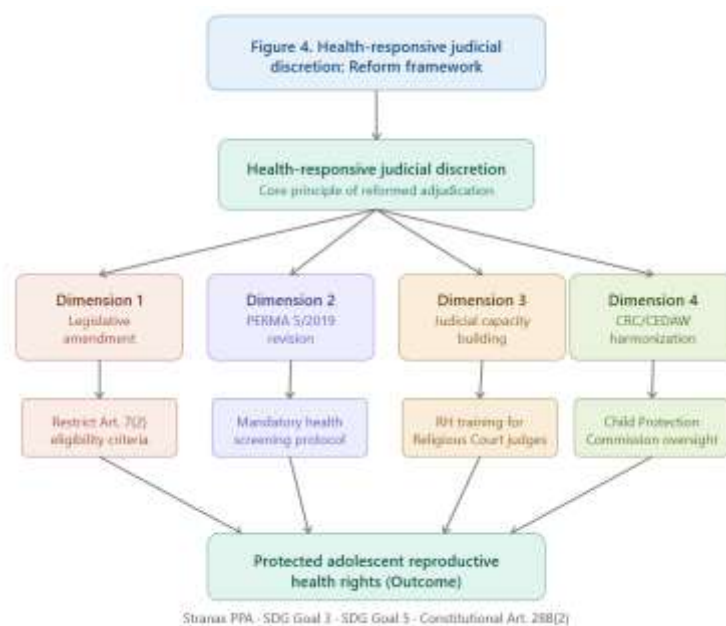 Figure 4. Health-responsive judicial
discretion: Reform framework
Health-responsive judicial discretion
Core principle of reformed adjudication
Dimension 1
Legislative
amendment
Dimension 2
PERMA 5/2019
revision
Dimension 3
Judicial capacity
building
Dimension 4
CRC/CEDAW
harmonization
Restrict Art. 7(2)
eligibility criteria
Mandatory health
screening protocol
RH training for
Religious Court judges
Child Protection
Commission oversight
Protected adolescent reproductive
health rights (Outcome)
Stranas PPA · SDG Goal 3 · SDG Goal 5 · Constitutional Art. 28B(2)